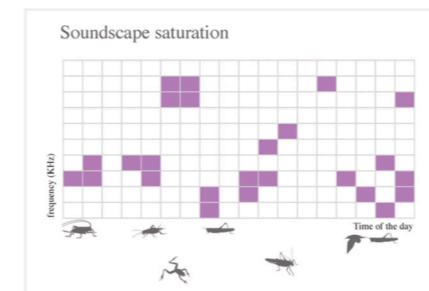 Soundscape saturation
frequency (KHz)
Time of the day